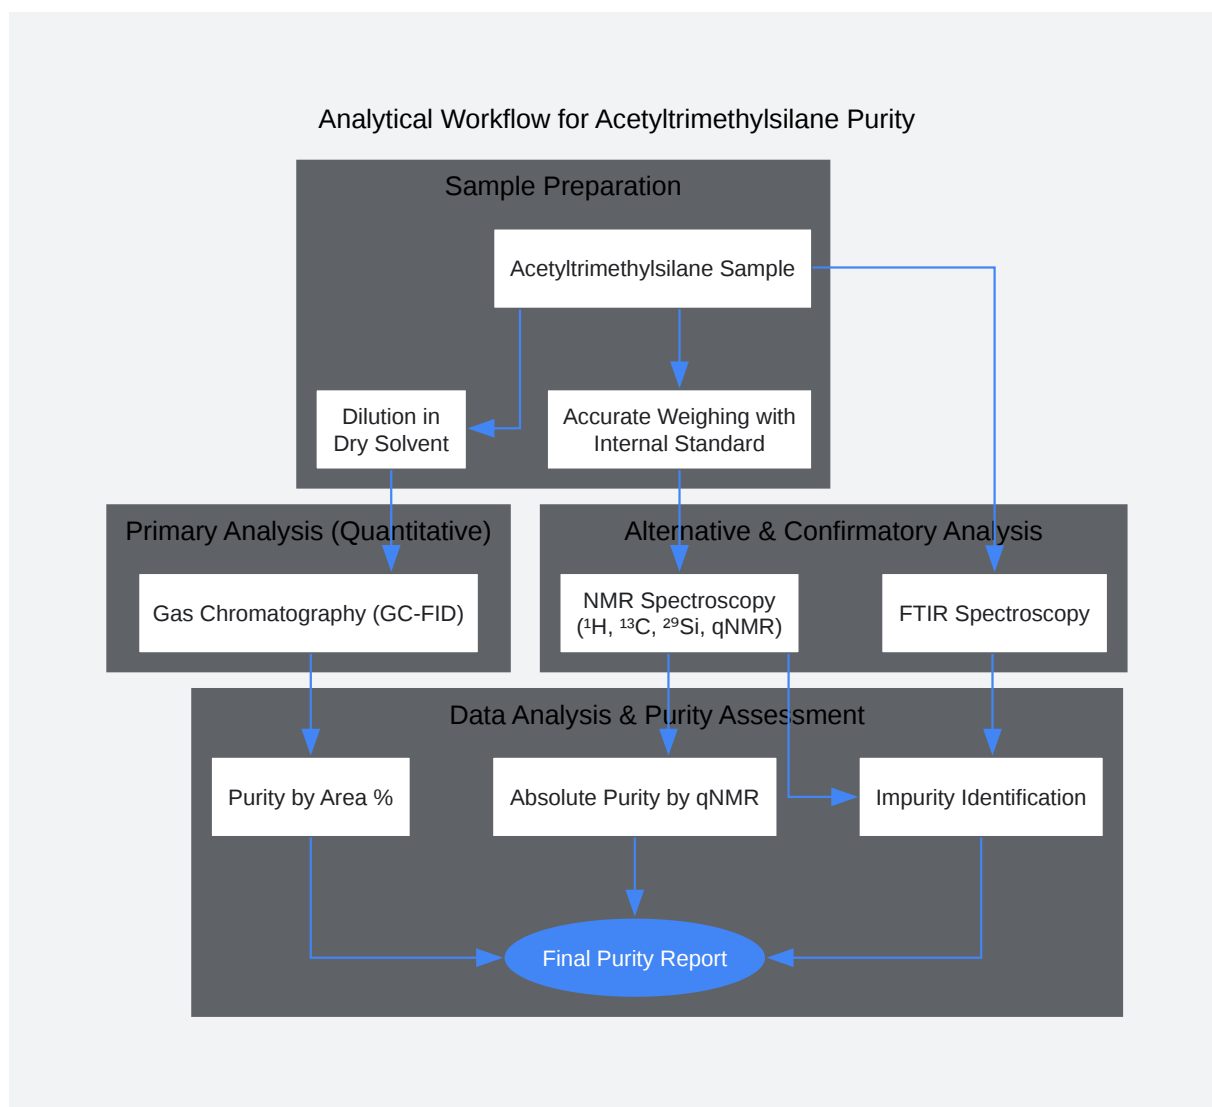 Analytical Workflow for Acetyltrimethylsilane Purity
Sample Preparation
Acetyltrimethylsilane Sample
Dilution in
Dry Solvent
Accurate Weighing with
Internal Standard
Primary Analysis (Quantitative)
Alternative & Confirmatory Analysis
Gas Chromatography (GC-FID)
NMR Spectroscopy
(¹H, ¹³C, ²⁹Si, qNMR)
FTIR Spectroscopy
Data Analysis & Purity Assessment
Purity by Area %
Absolute Purity by qNMR
Impurity Identification
Final Purity Report